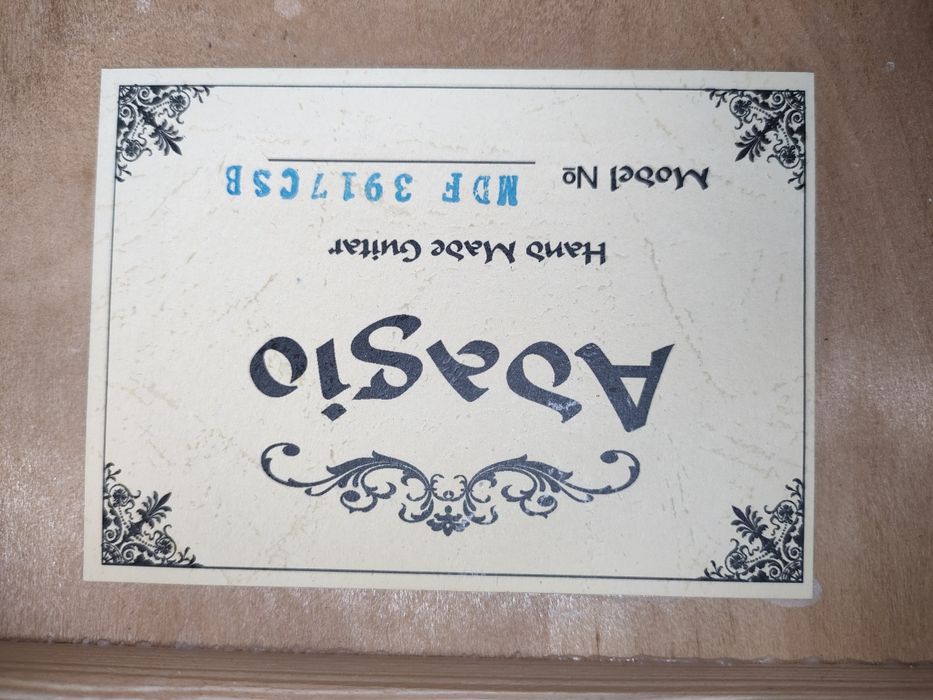 Adagio
Hand Made Guitar
Model № MDF 3917CSB